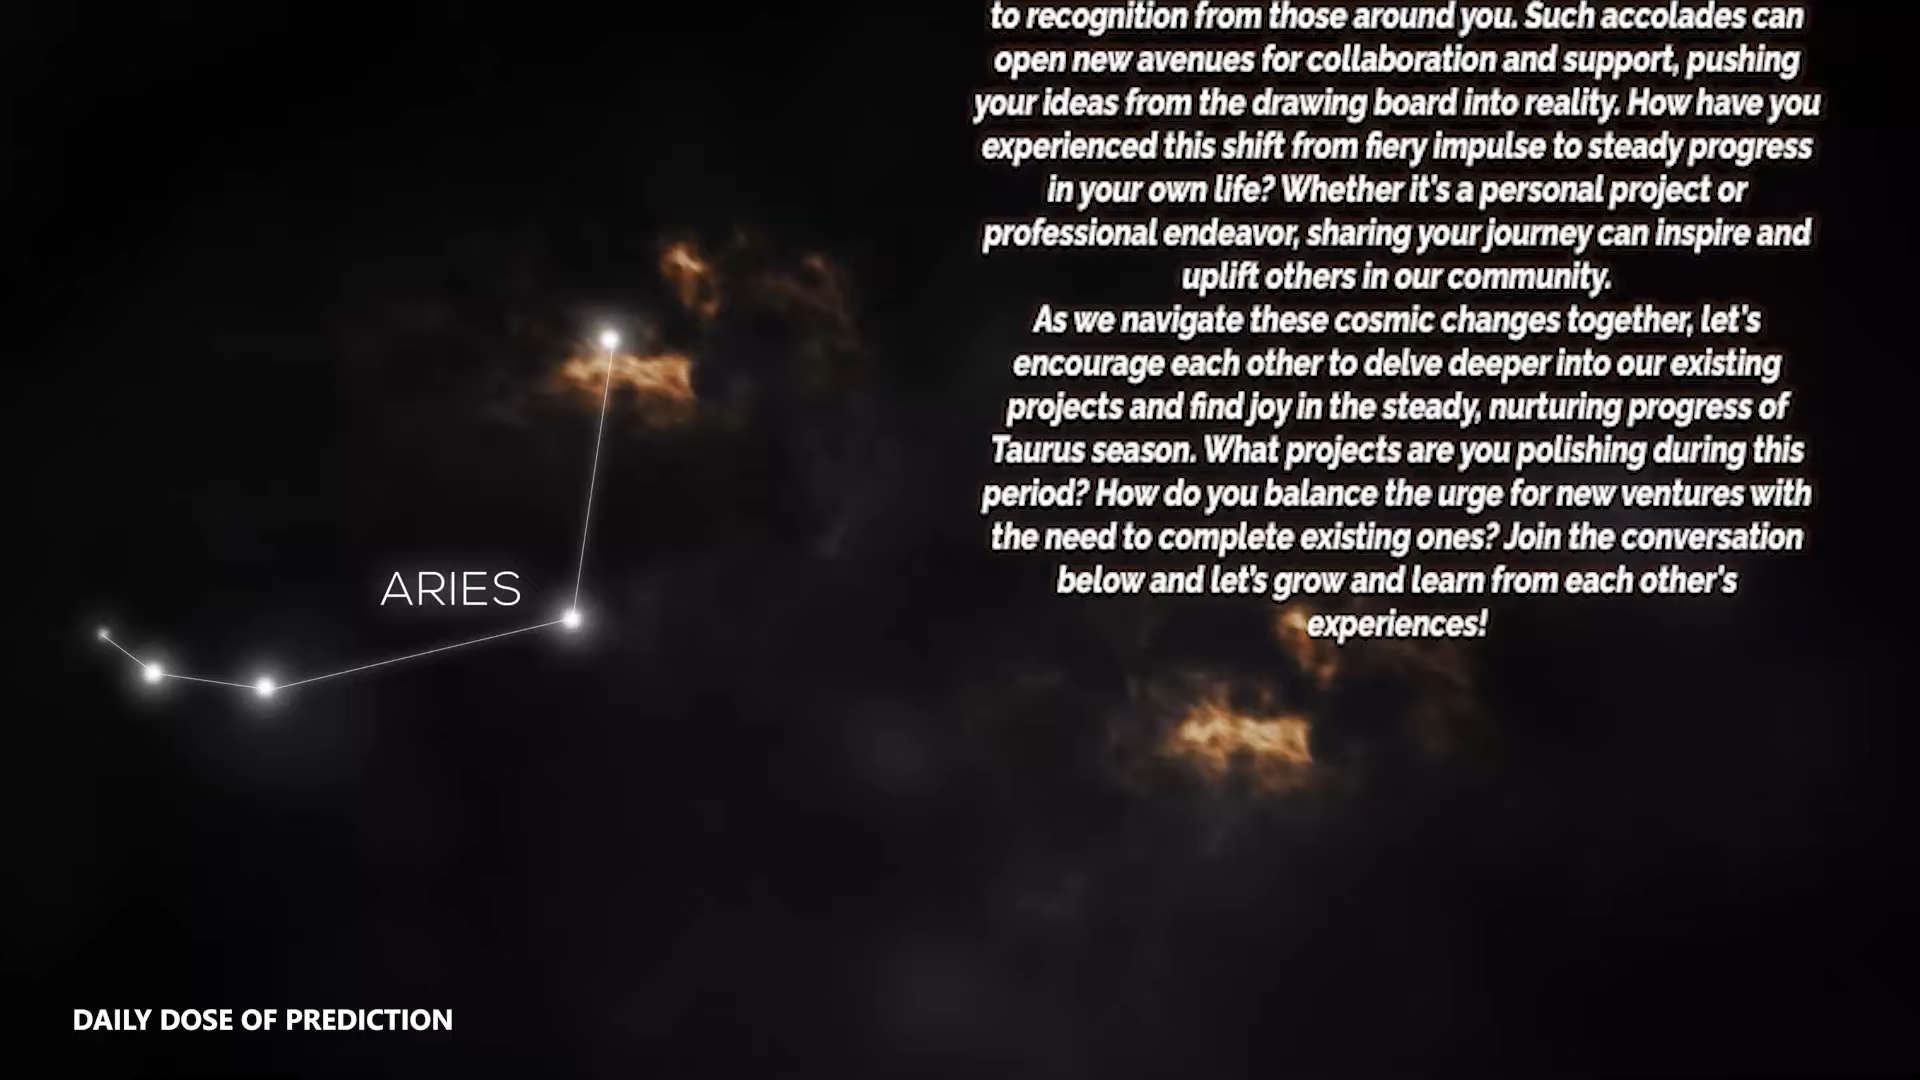 to recognition from those around you. Such accolades can
open new avenues for collaboration and support, pushing
your ideas from the drawing board into reality. How have you
experienced this shift from fiery impulse to steady progress
in your own life? Whether it's a personal project or
professional endeavor, sharing your journey can inspire and
uplift others in our community.
As we navigate these cosmic changes together, let's
encourage each other to delve deeper into our existing
projects and find joy in the steady, nurturing progress of
Taurus season. What projects are you polishing during this
period? How do you balance the urge for new ventures with
the need to complete existing ones? Join the conversation
below and let's grow and learn from each other's
experiences!
ARIES
DAILY DOSE OF PREDICTION